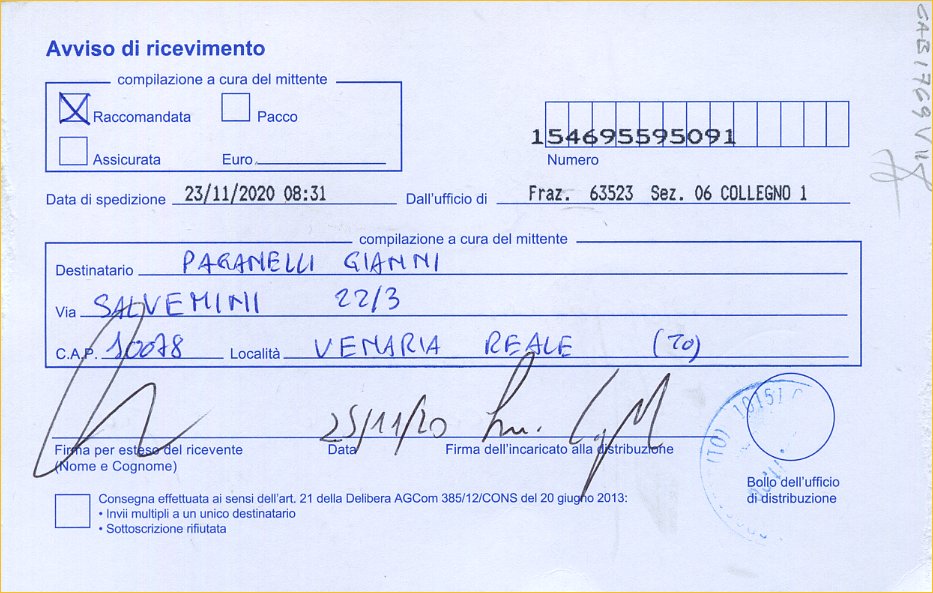 Avviso di ricevimento
compilazione a cura del mittente
Raccomandata Pacco
154695595091
Assicurata Euro
Numero
Data di spedizione 23/11/2020 08:31 Dall'ufficio di Fraz. 63523 Sez. 06 COLLEGNO 1
compilazione a cura del mittente
Destinatario PAGANELLI GIANNI
Via SALVEMINI 22/3
C.A.P. 10078 Località VENARIA REALE (TO)
25/11/20
Firma per esteso del ricevente Data Firma dell'incaricato alla distribuzione
(Nome e Cognome)
Bollo dell'ufficio
di distribuzione
(TO) 10151
Consegna effettuata ai sensi dell'art. 21 della Delibera AGCom 385/12/CONS del 20 giugno 2013:
• Invii multipli a un unico destinatario
• Sottoscrizione rifiutata